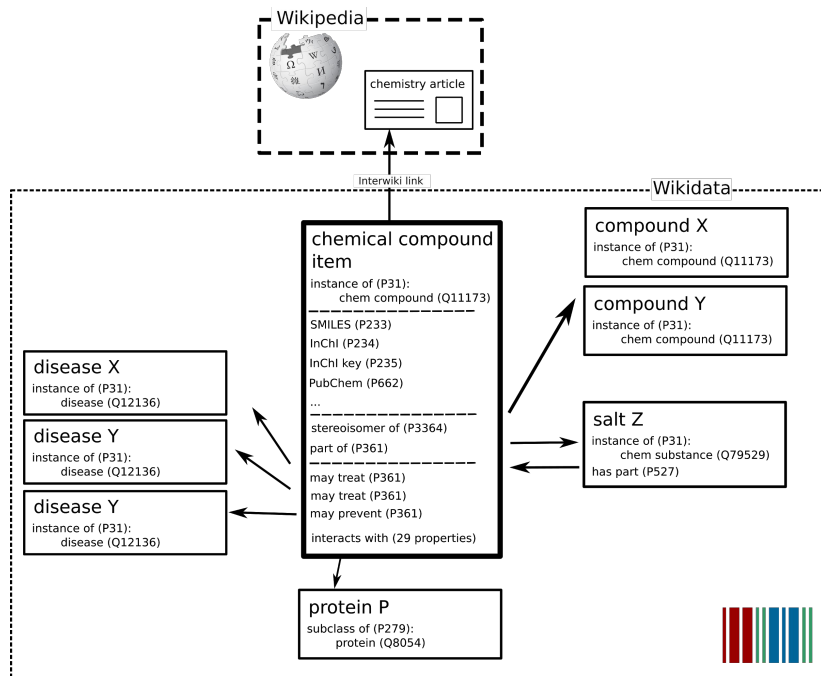 Wikipedia
Ω W И 維 7
chemistry article
Interwiki link
Wikidata
chemical compound
item
instance of (P31):
chem compound (Q11173)
SMILES (P233)
InChI (P234)
InChI key (P235)
PubChem (P662)
...
stereoisomer of (P3364)
part of (P361)
may treat (P361)
may treat (P361)
may prevent (P361)
interacts with (29 properties)
compound X
instance of (P31):
chem compound (Q11173)
compound Y
instance of (P31):
chem compound (Q11173)
salt Z
instance of (P31):
chem substance (Q79529)
has part (P527)
disease X
instance of (P31):
disease (Q12136)
disease Y
instance of (P31):
disease (Q12136)
disease Y
instance of (P31):
disease (Q12136)
protein P
subclass of (P279):
protein (Q8054)